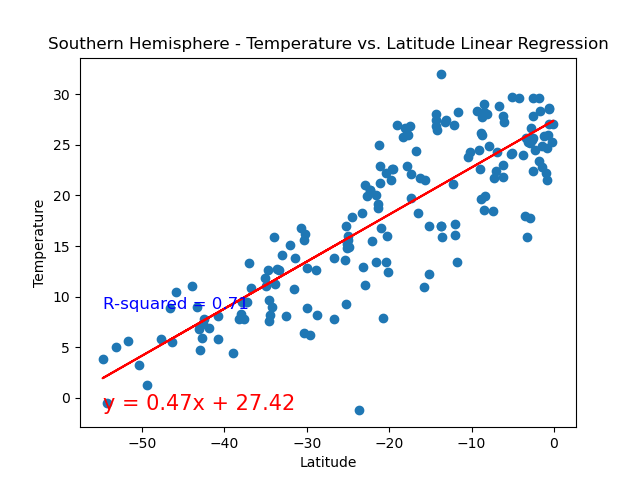 Southern Hemisphere - Temperature vs. Latitude Linear Regression
30
25
20
15
10
5
0
Temperature
R-squared = 0.71
y = 0.47x + 27.42
−50 −40 −30 −20 −10 0
Latitude